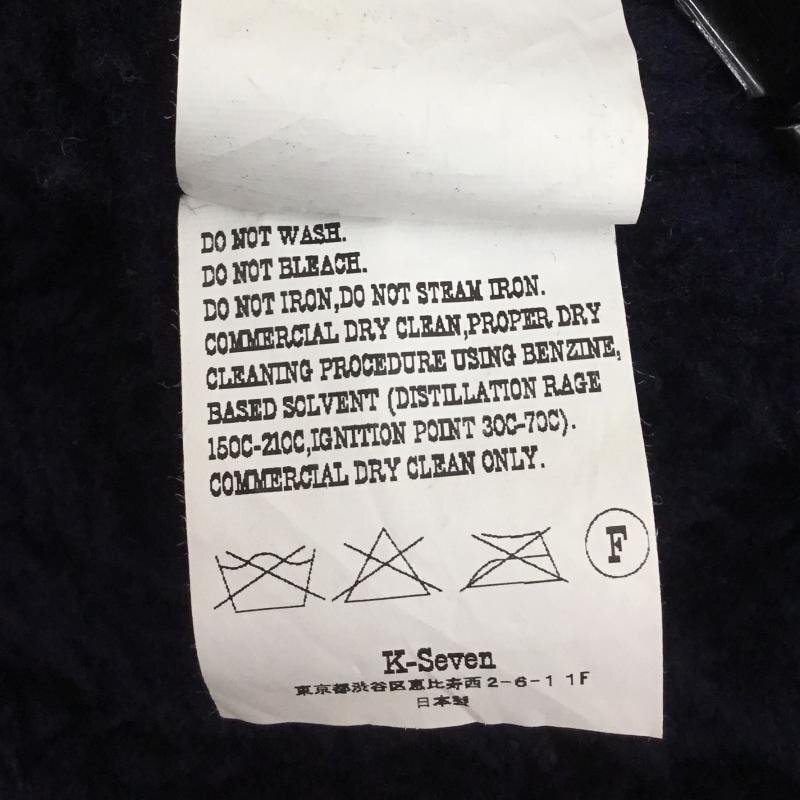 DO NOT WASH.
DO NOT BLEACH.
DO NOT IRON,DO NOT STEAM IRON.
COMMERCIAL DRY CLEAN,PROPER DRY
CLEANING PROCEDURE USING BENZINE,
BASED SOLVENT (DISTILLATION RAGE
150C-210C,IGNITION POINT 30C-70C).
COMMERCIAL DRY CLEAN ONLY.
F
K-Seven
東京都渋谷区恵比寿西2-6-1 1F
日本製